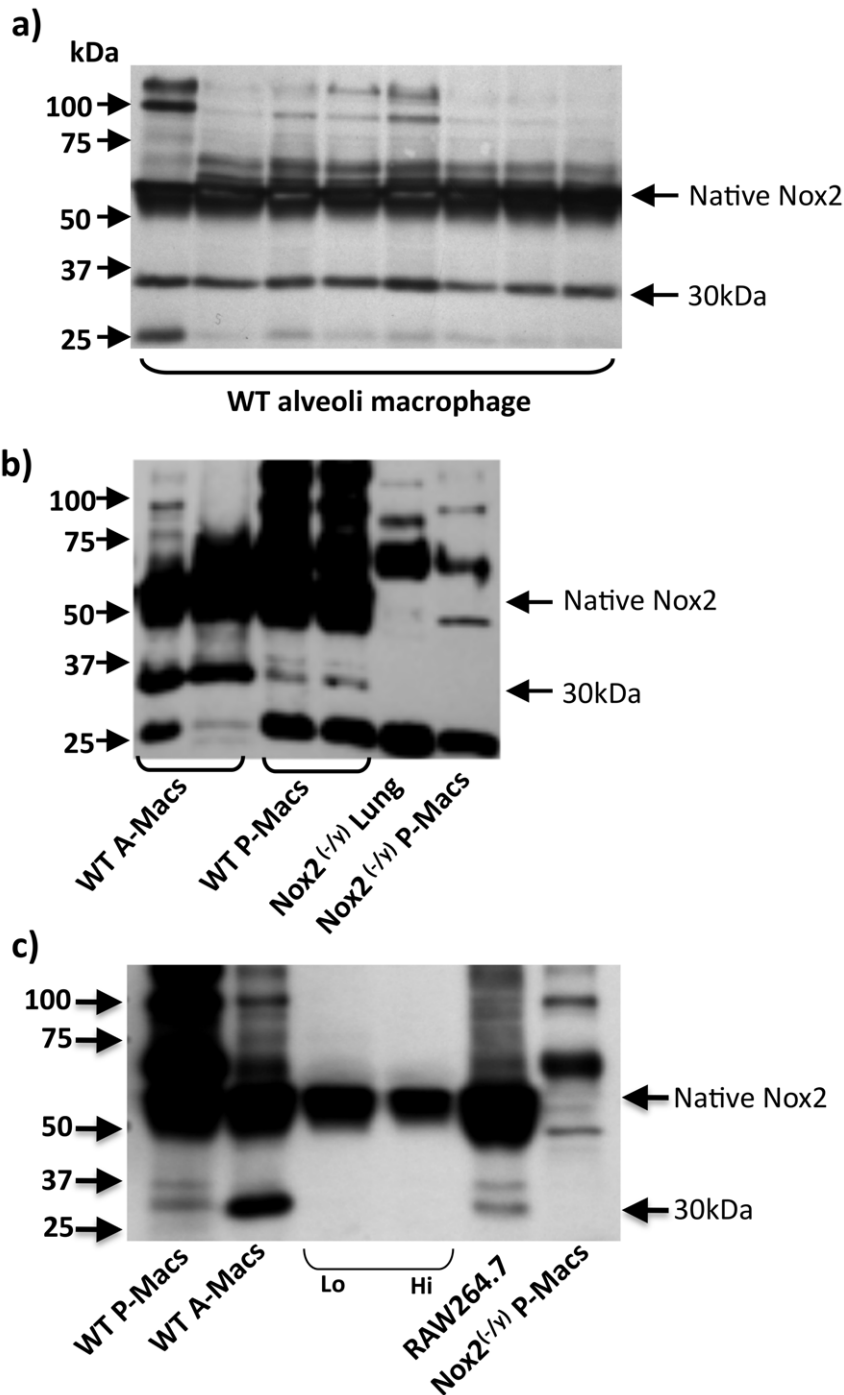 a)
kDa
100
75
50
37
25
Native Nox2
30kDa
WT alveoli macrophage
b)
100
75
50
37
25
Native Nox2
30kDa
WT A-Macs
WT P-Macs
Nox2(-/y) Lung
Nox2(-/y) P-Macs
c)
100
75
50
37
25
Native Nox2
30kDa
WT P-Macs
WT A-Macs
Lo
Hi
RAW264.7
Nox2(-/y) P-Macs